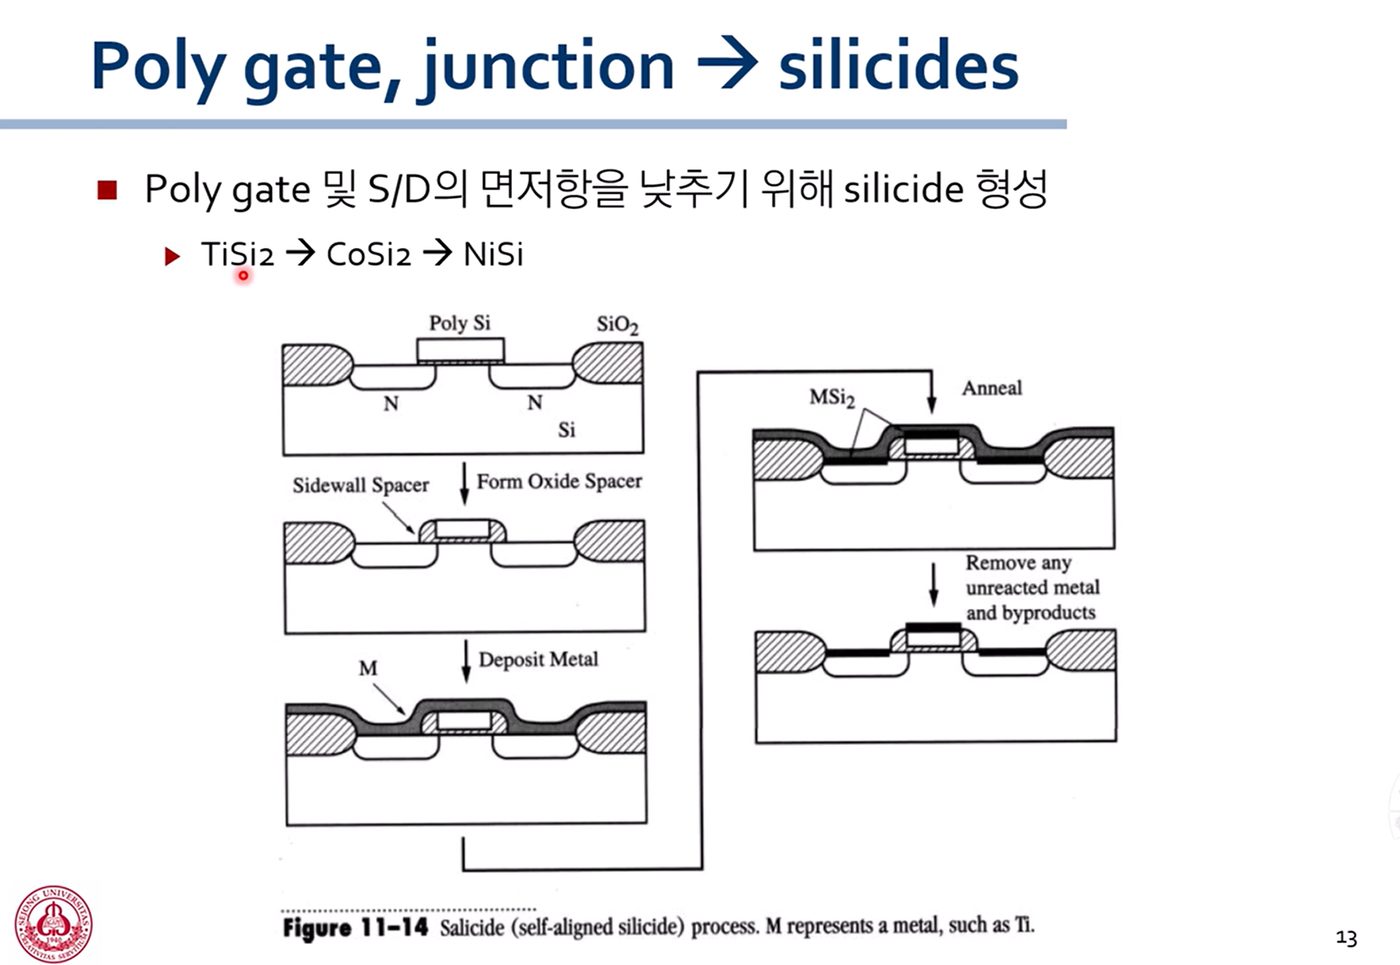 Poly gate, junction → silicides
Poly gate 및 S/D의 면저항을 낮추기 위해 silicide 형성
TiSi2 → CoSi2 → NiSi
Poly Si
SiO2
N
N
Si
Sidewall Spacer
Form Oxide Spacer
M
Deposit Metal
MSi2
Anneal
Remove any
unreacted metal
and byproducts
Figure 11–14 Salicide (self-aligned silicide) process. M represents a metal, such as Ti.
SEJONG UNIVERSITAS
1940
13